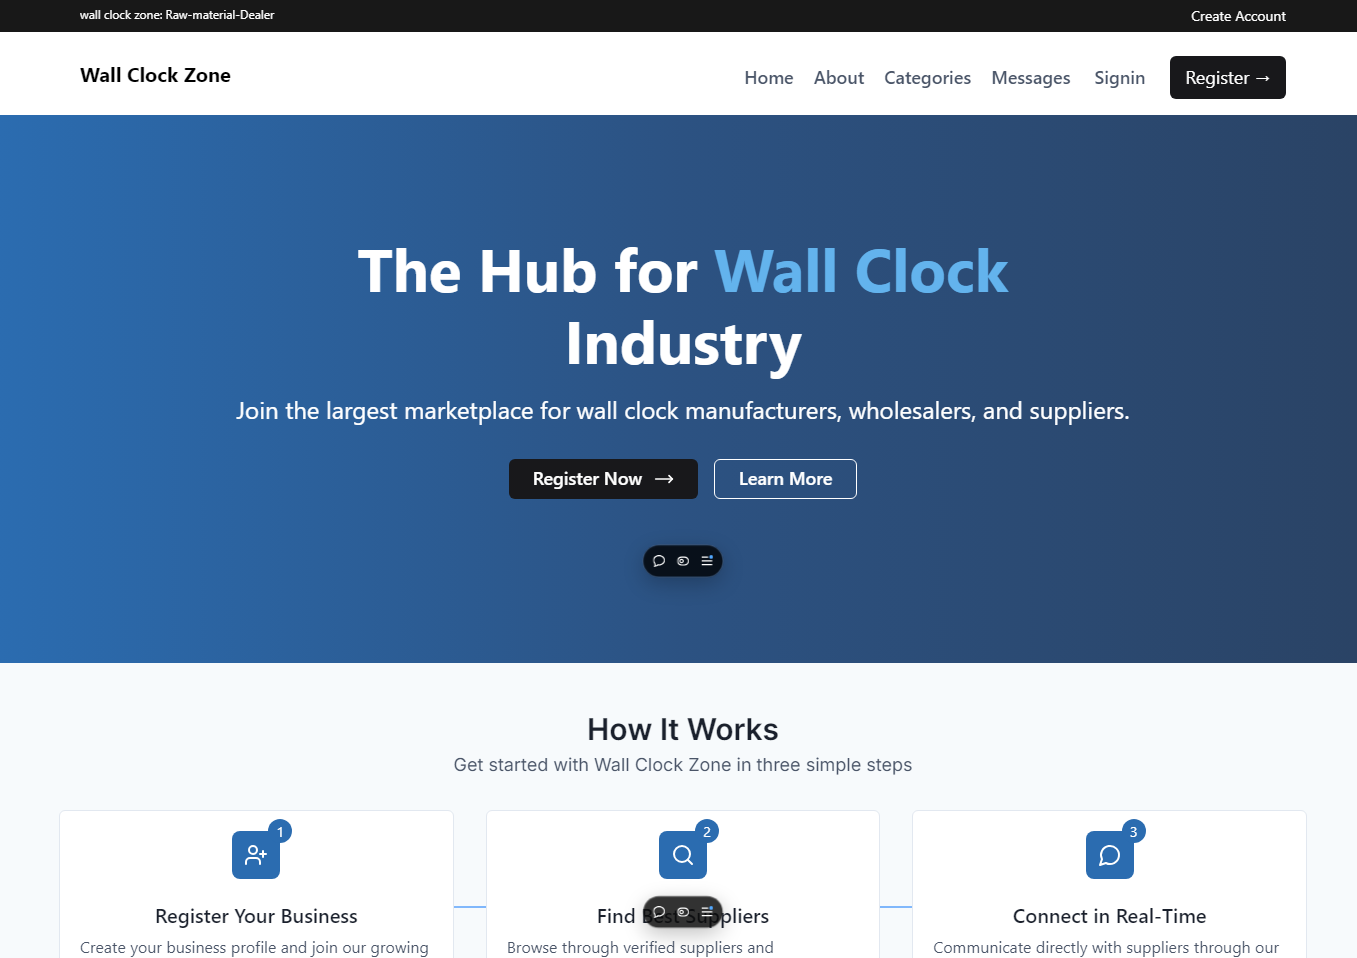 wall clock zone: Raw-material-Dealer
Create Account
Wall Clock Zone
Home
About
Categories
Messages
Signin
Register →
The Hub for Wall Clock
Industry
Join the largest marketplace for wall clock manufacturers, wholesalers, and suppliers.
Register Now →
Learn More
How It Works
Get started with Wall Clock Zone in three simple steps
1
Register Your Business
Create your business profile and join our growing
2
Find Best Suppliers
Browse through verified suppliers and
3
Connect in Real-Time
Communicate directly with suppliers through our